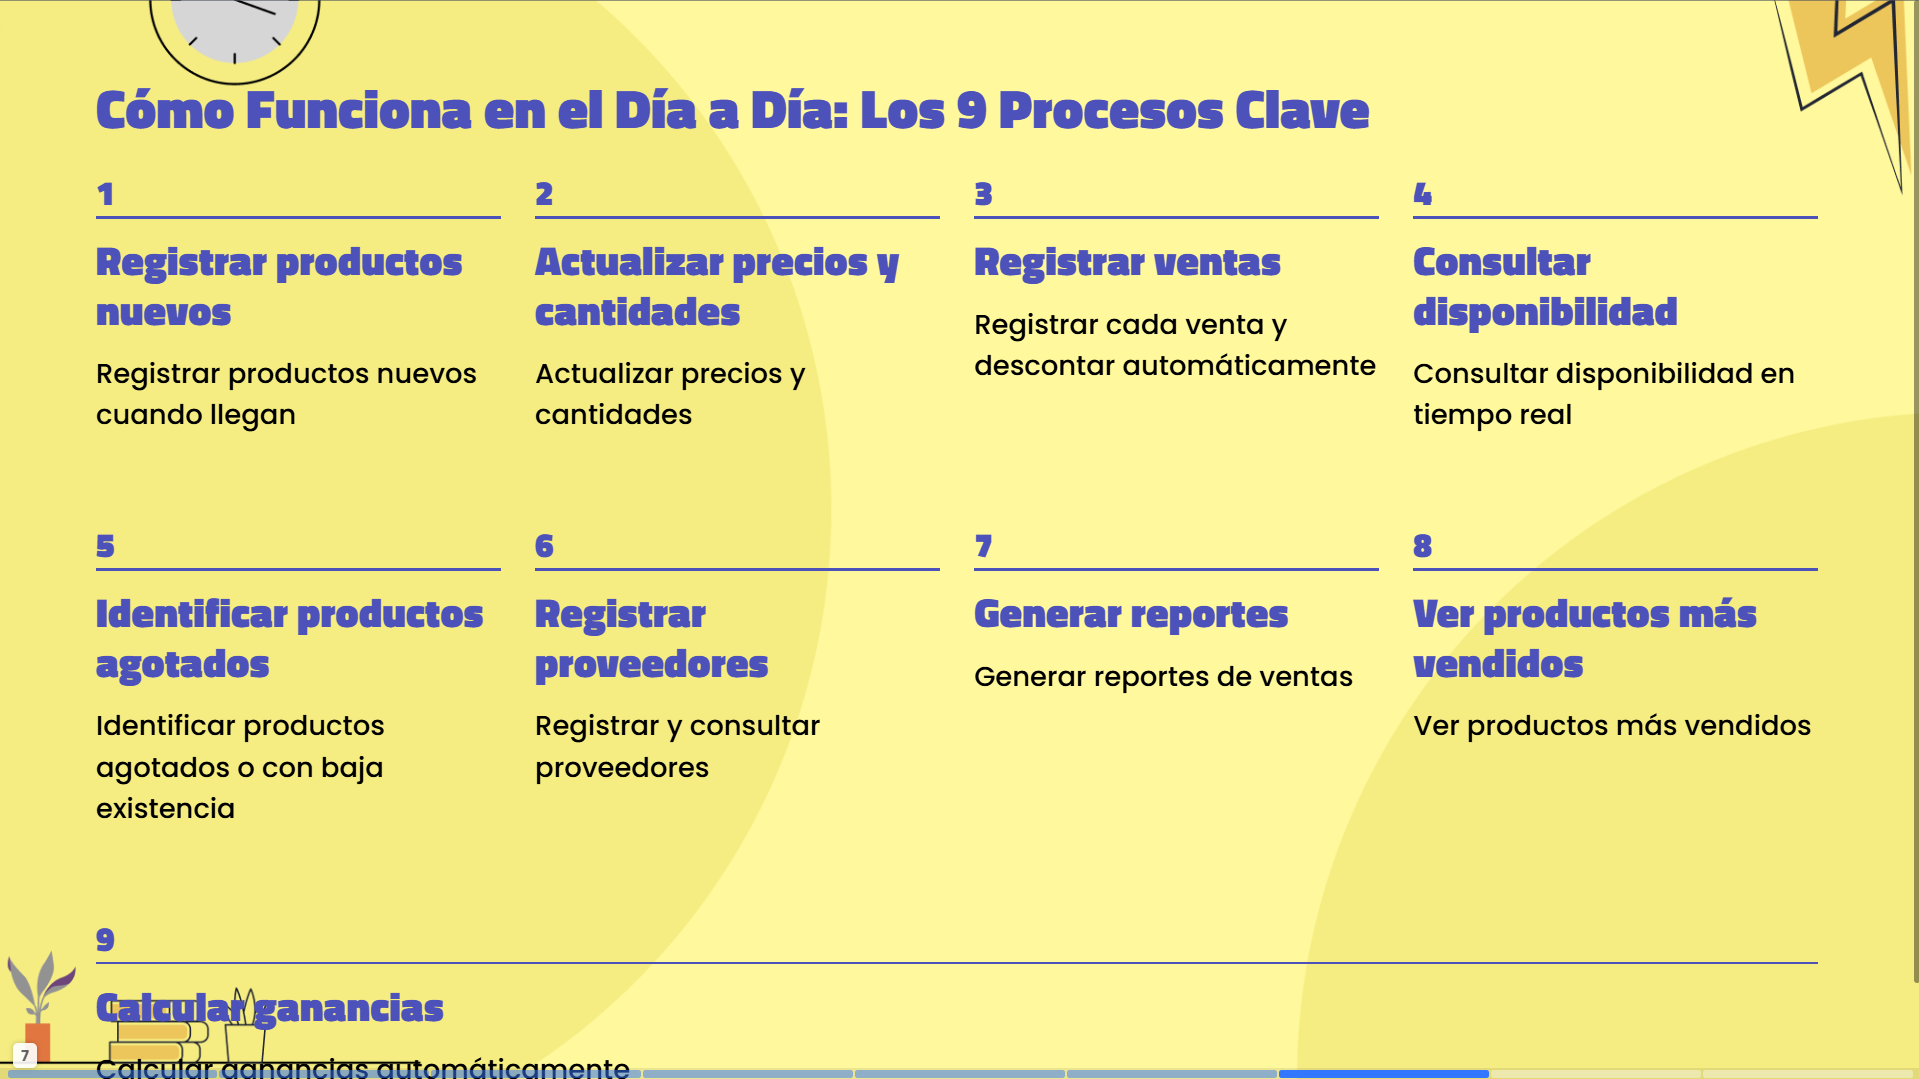 Cómo Funciona en el Día a Día: Los 9 Procesos Clave
1
Registrar productos
nuevos
Registrar productos nuevos
cuando llegan
2
Actualizar precios y
cantidades
Actualizar precios y
cantidades
3
Registrar ventas
Registrar cada venta y
descontar automáticamente
4
Consultar
disponibilidad
Consultar disponibilidad en
tiempo real
5
Identificar productos
agotados
Identificar productos
agotados o con baja
existencia
6
Registrar
proveedores
Registrar y consultar
proveedores
7
Generar reportes
Generar reportes de ventas
8
Ver productos más
vendidos
Ver productos más vendidos
9
Calcular ganancias
Calcular ganancias automáticamente
7